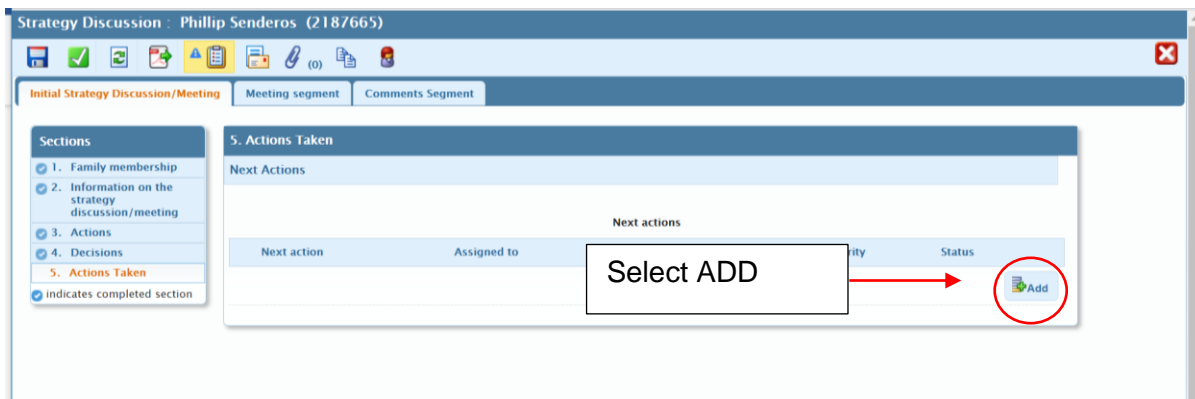 Strategy Discussion : Phillip Senderos (2187665)
(0)
Initial Strategy Discussion/Meeting Meeting segment Comments Segment
Sections
1. Family membership
2. Information on the
strategy
discussion/meeting
3. Actions
4. Decisions
5. Actions Taken
indicates completed section
5. Actions Taken
Next Actions
Next actions
Next action Assigned to Status
Select ADD
Add